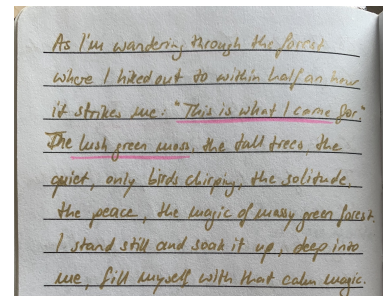 As I'm wandering through the forest
where I hiked out to within half an hour
it strikes me: "This is what I came for"
The lush green moss, the tall trees, the
quiet, only birds chirping, the solitude,
the peace, the magic of mossy green forest.
I stand still and soak it up, deep into
me, fill myself with that calm magic.